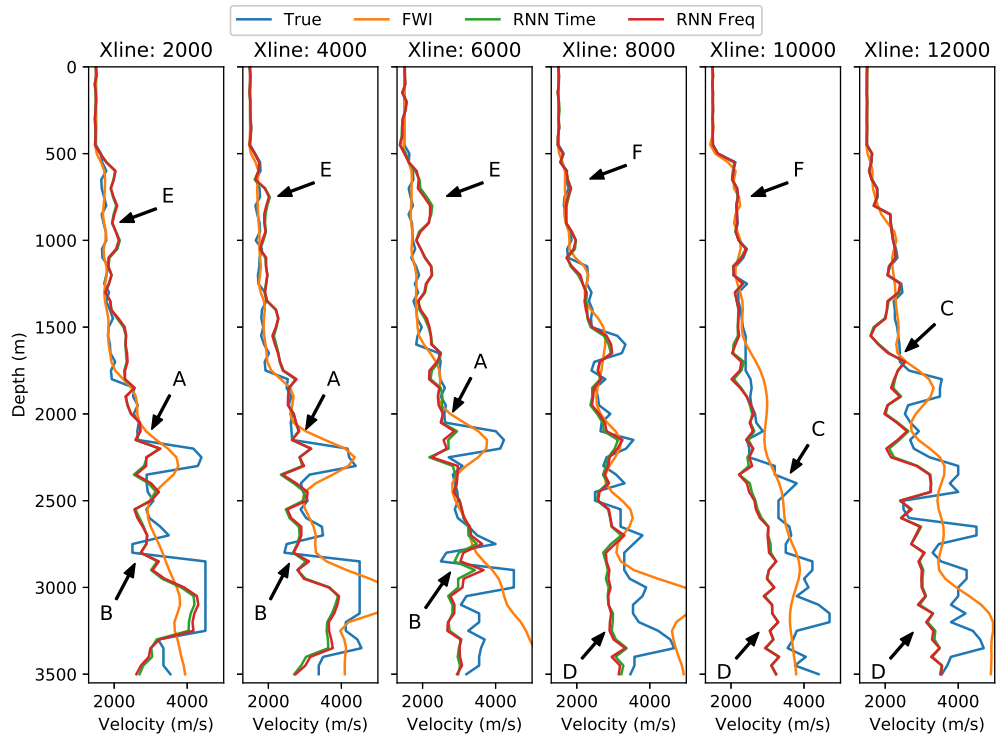 True FWI RNN Time RNN Freq
Xline: 2000 Xline: 4000 Xline: 6000 Xline: 8000 Xline: 10000 Xline: 12000
0
500
1000
1500
2000
2500
3000
3500
Depth (m)
E E E F F
A A A C C
B B B D D D
2000 4000 2000 4000 2000 4000 2000 4000 2000 4000 2000 4000
Velocity (m/s) Velocity (m/s) Velocity (m/s) Velocity (m/s) Velocity (m/s) Velocity (m/s)